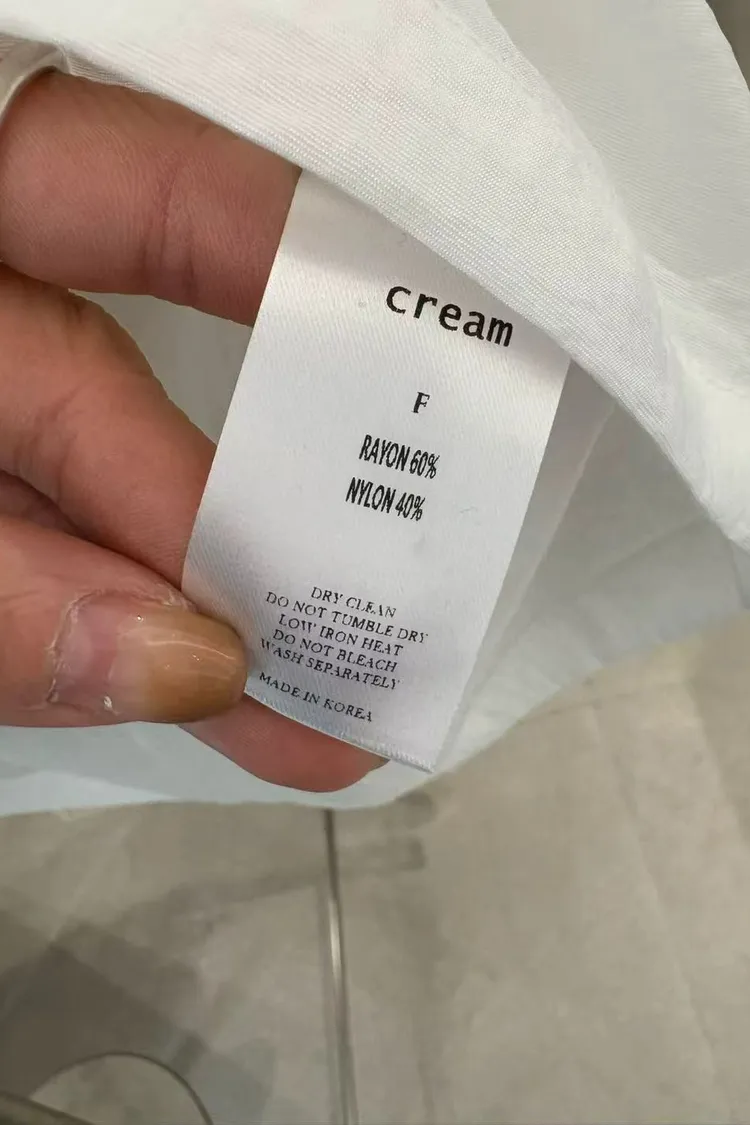 cream
F
RAYON 60%
NYLON 40%
DRY CLEAN
DO NOT TUMBLE DRY
LOW IRON HEAT
DO NOT BLEACH
WASH SEPARATELY
MADE IN KOREA